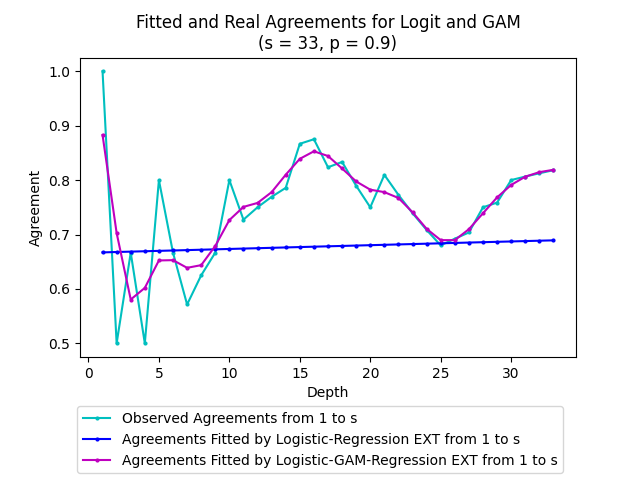 Fitted and Real Agreements for Logit and GAM
(s = 33, p = 0.9)
1.0
0.9
0.8
0.7
0.6
0.5
Agreement
0 5 10 15 20 25 30
Depth
Observed Agreements from 1 to s
Agreements Fitted by Logistic-Regression EXT from 1 to s
Agreements Fitted by Logistic-GAM-Regression EXT from 1 to s